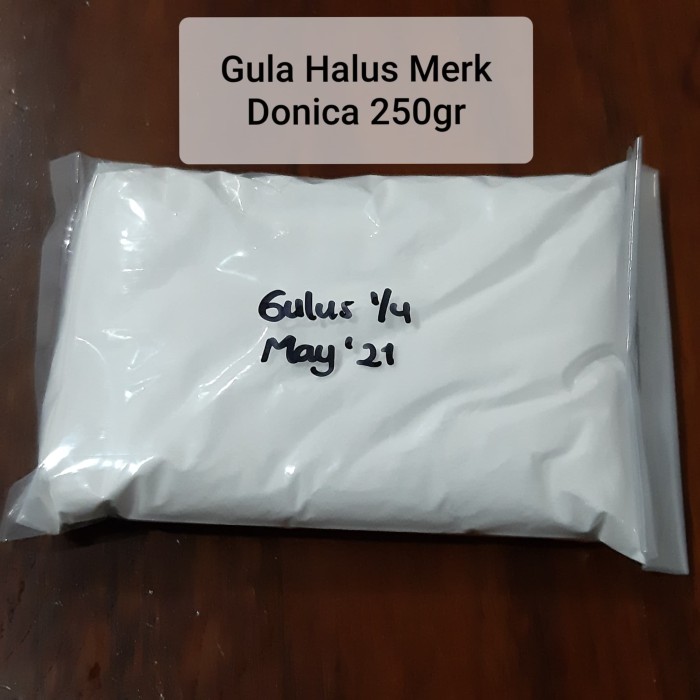 Gula Halus Merk
Donica 250gr
Gulus 1/4
May '21